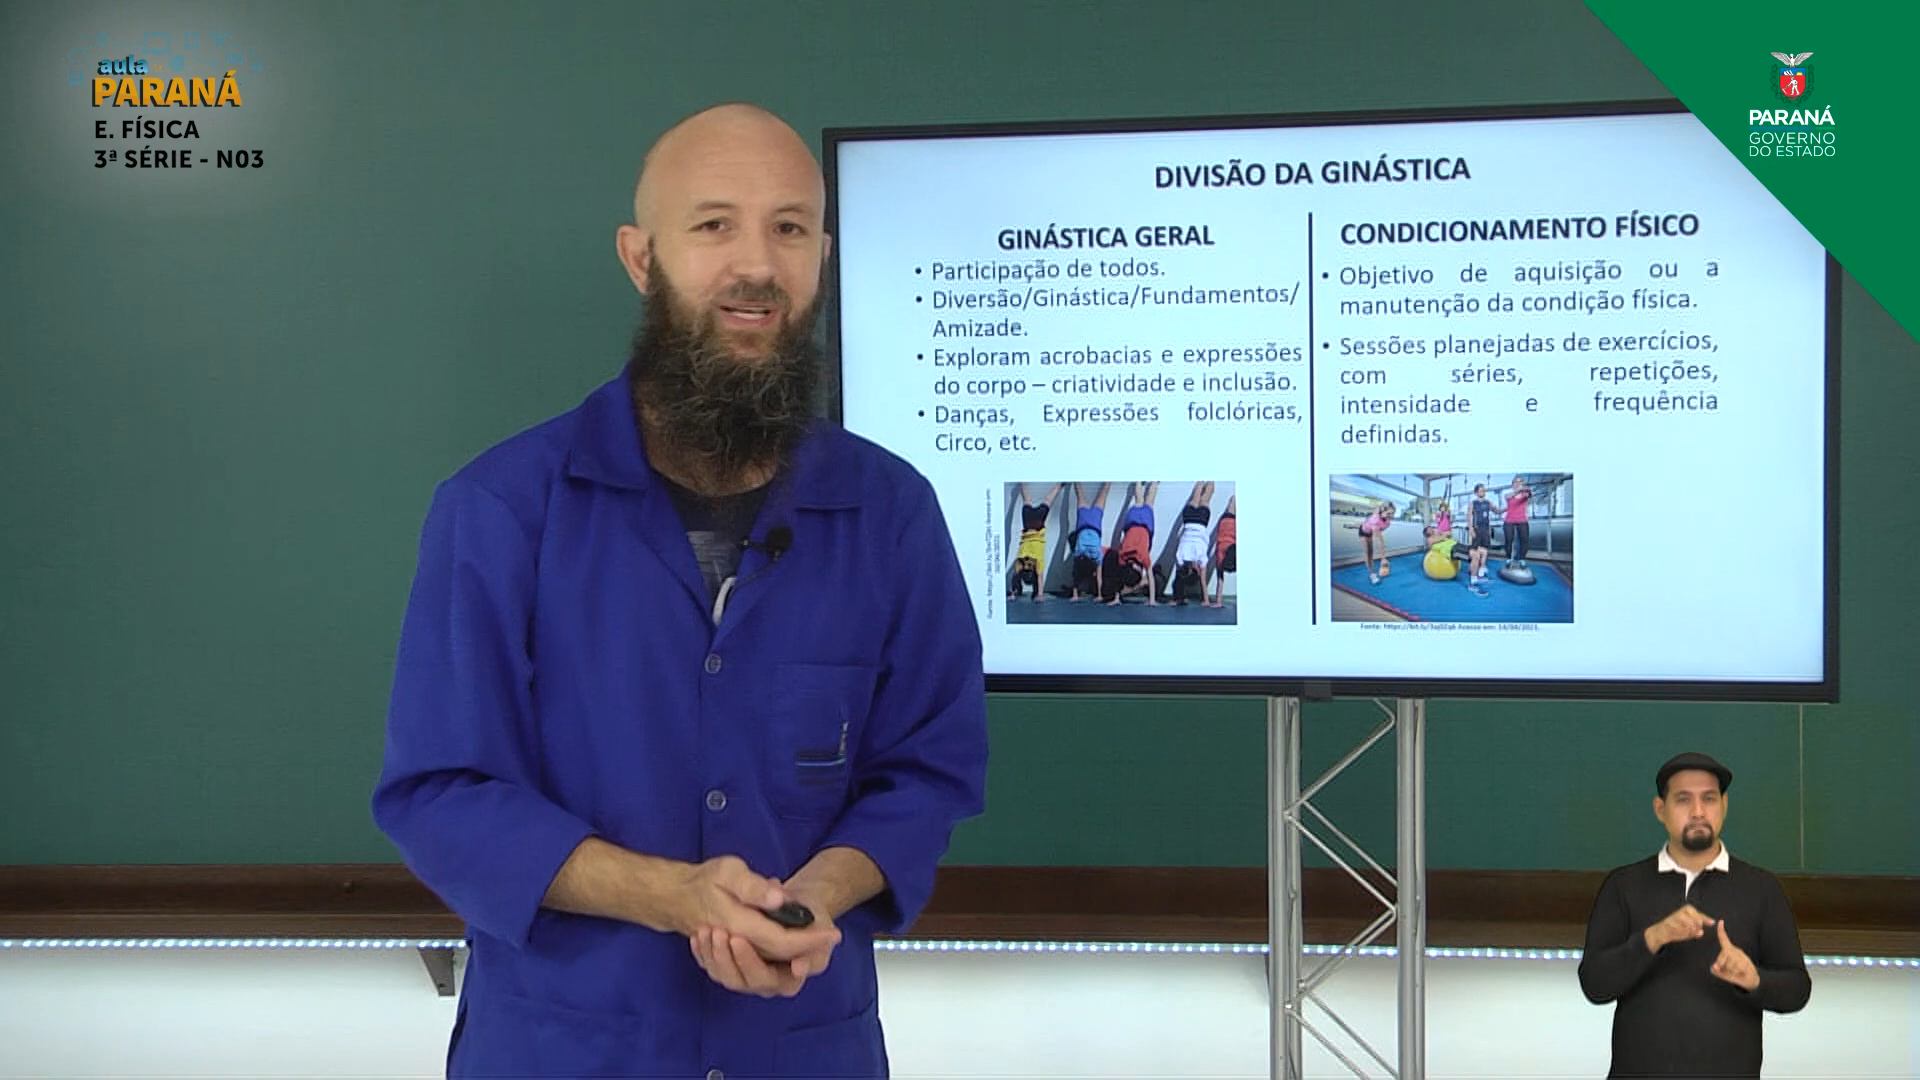 aula
PARANÁ
E. FÍSICA
3ª SÉRIE - N03
PARANÁ
GOVERNO
DO ESTADO
DIVISÃO DA GINÁSTICA
GINÁSTICA GERAL
• Participação de todos.
• Diversão/Ginástica/Fundamentos/
Amizade.
• Exploram acrobacias e expressões
do corpo – criatividade e inclusão.
• Danças, Expressões folclóricas,
Circo, etc.
CONDICIONAMENTO FÍSICO
• Objetivo de aquisição ou a
manutenção da condição física.
• Sessões planejadas de exercícios,
com séries, repetições,
intensidade e frequência
definidas.